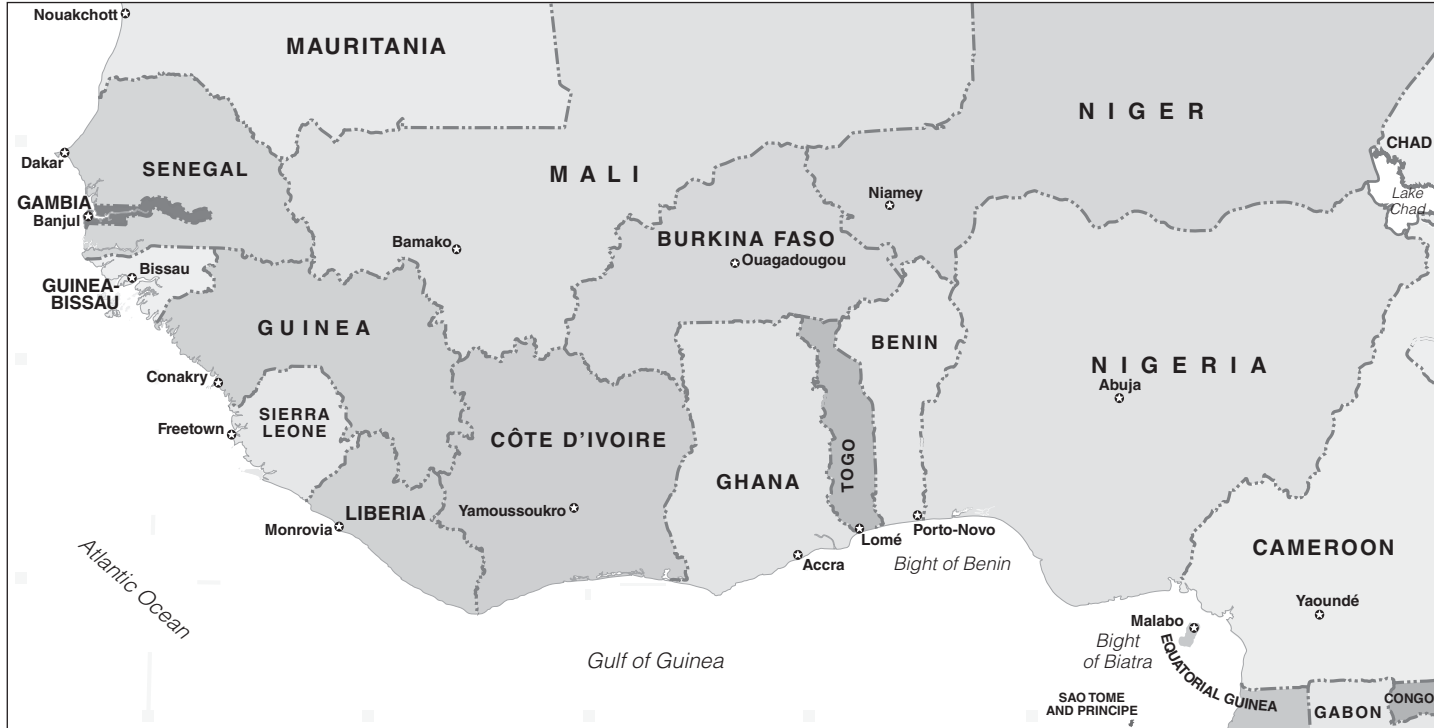 Nouakchott
MAURITANIA
NIGER
CHAD
Lake
Chad
Dakar
SENEGAL
MALI
GAMBIA
Banjul
Niamey
Bamako
BURKINA FASO
Ouagadougou
Bissau
GUINEA-
BISSAU
GUINEA
BENIN
NIGERIA
Abuja
Conakry
SIERRA
LEONE
Freetown
CÔTE D'IVOIRE
TOGO
GHANA
Yamoussoukro
LIBERIA
Monrovia
Lomé
Porto-Novo
Accra
Bight of Benin
CAMEROON
Yaoundé
Atlantic Ocean
Gulf of Guinea
Malabo
Bight
of Biatra
EQUATORIAL GUINEA
SAO TOME
AND PRINCIPE
GABON
CONGO